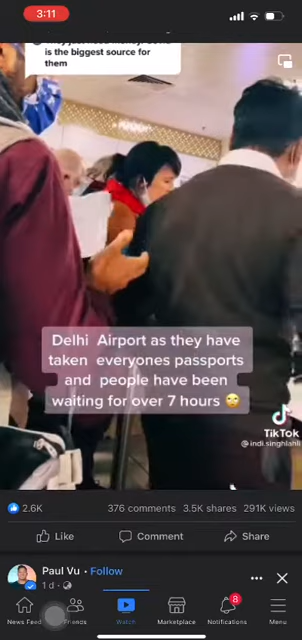 3:11
is the biggest source for
them
Delhi Airport as they have
taken everyones passports
and people have been
waiting for over 7 hours 🙄
TikTok
@indi.singhlahli
2.6K
376 comments 3.5K shares 291K views
Like
Comment
Share
Paul Vu · Follow
1 d ·
8
News Feed
Friends
Watch
Marketplace
Notifications
Menu